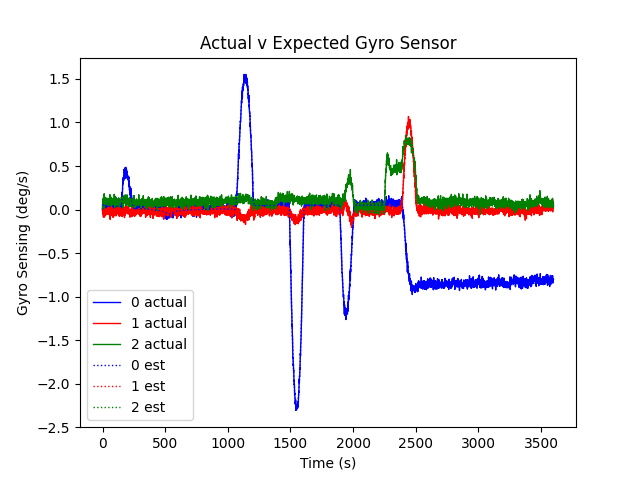 Actual v Expected Gyro Sensor
Gyro Sensing (deg/s)
1.5
1.0
0.5
0.0
−0.5
−1.0
−1.5
−2.0
−2.5
0 actual
1 actual
2 actual
0 est
1 est
2 est
0 500 1000 1500 2000 2500 3000 3500
Time (s)